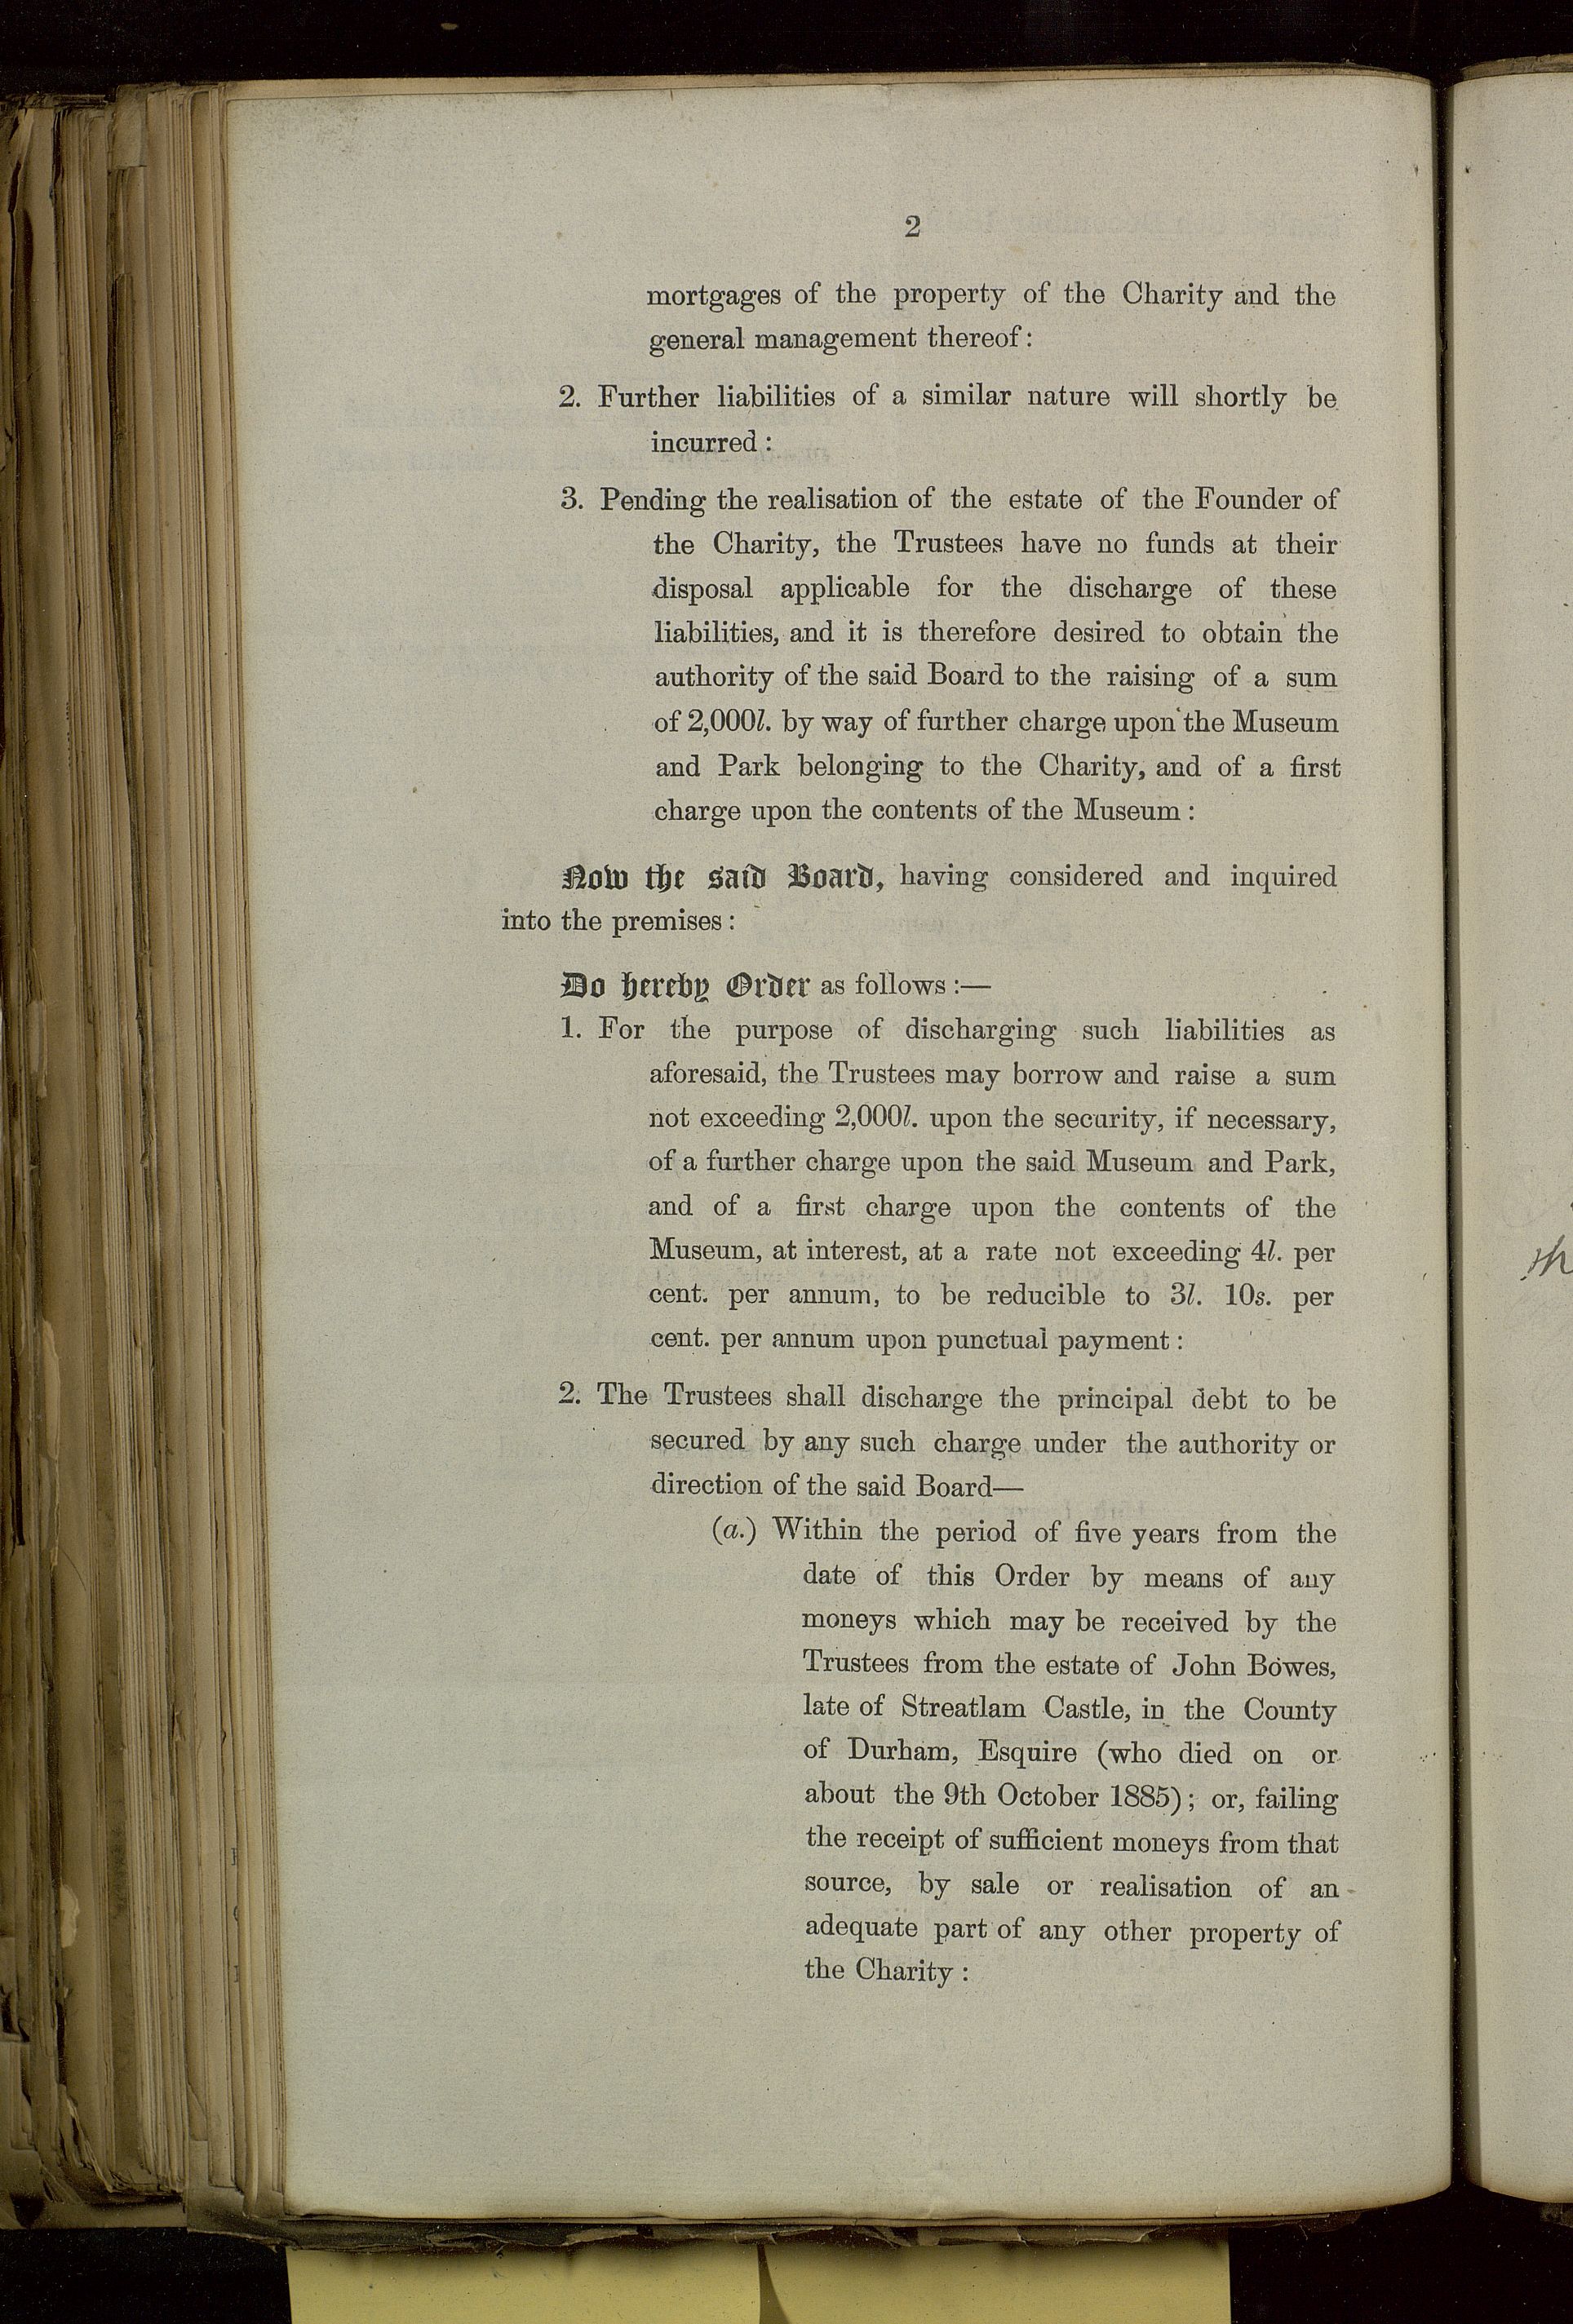 2
mortgages of the property of the Charity and the
general management thereof:
2. Further liabilities of a similar nature will shortly be
incurred:
3. Pending the realisation of the estate of the Founder of
the Charity, the Trustees have no funds at their
disposal applicable for the discharge of these
liabilities, and it is therefore desired to obtain the
authority of the said Board to the raising of a sum
of 2,000l. by way of further charge upon the Museum
and Park belonging to the Charity, and of a first
charge upon the contents of the Museum:
Now the said Board, having considered and inquired
into the premises:
Do hereby Order as follows:—
1. For the purpose of discharging such liabilities as
aforesaid, the Trustees may borrow and raise a sum
not exceeding 2,000l. upon the security, if necessary,
of a further charge upon the said Museum and Park,
and of a first charge upon the contents of the
Museum, at interest, at a rate not exceeding 4l. per
cent. per annum, to be reducible to 3l. 10s. per
cent. per annum upon punctual payment:
2. The Trustees shall discharge the principal debt to be
secured by any such charge under the authority or
direction of the said Board—
(a.) Within the period of five years from the
date of this Order by means of any
moneys which may be received by the
Trustees from the estate of John Bowes,
late of Streatlam Castle, in the County
of Durham, Esquire (who died on or
about the 9th October 1885); or, failing
the receipt of sufficient moneys from that
source, by sale or realisation of an
adequate part of any other property of
the Charity: